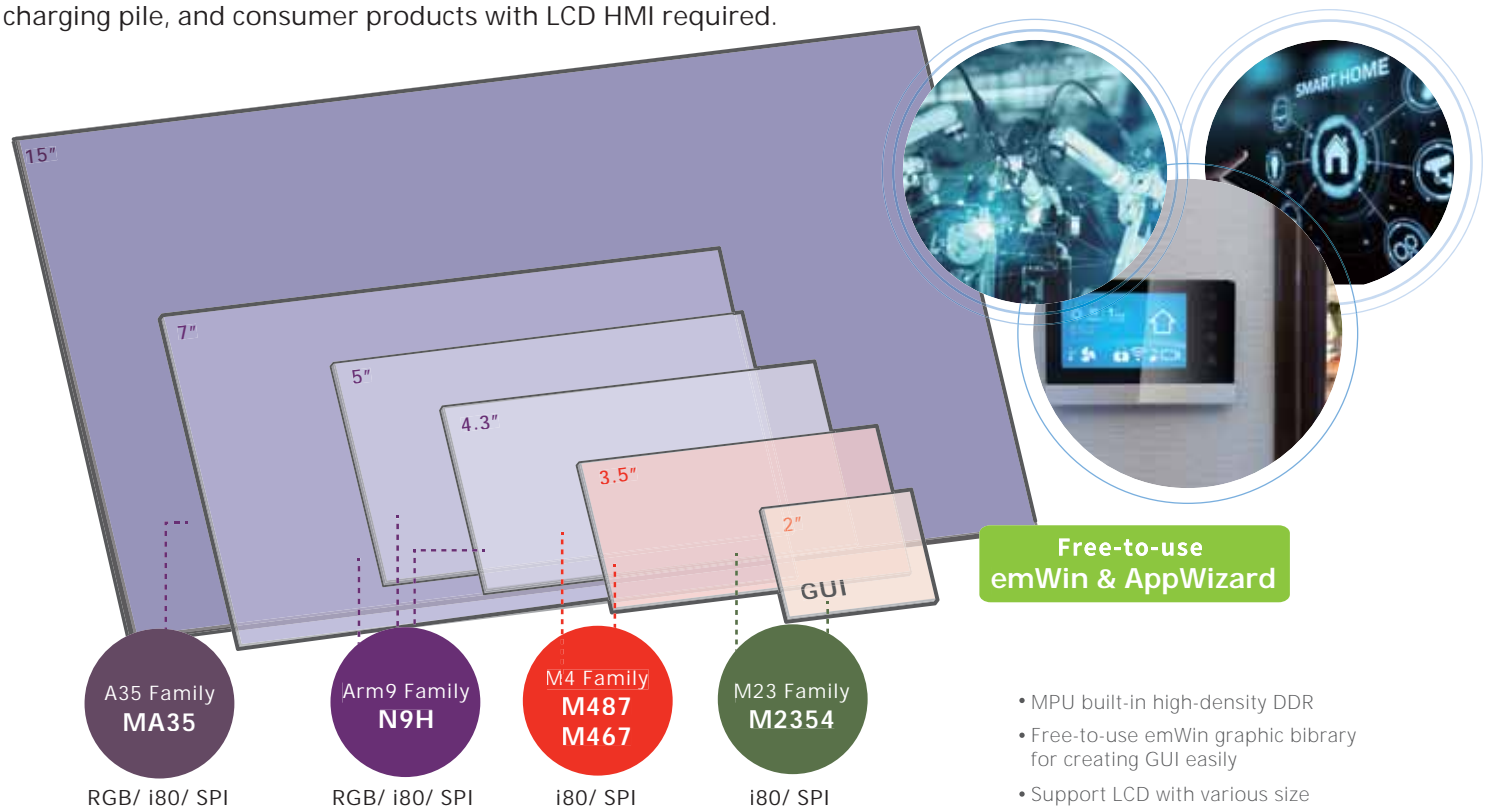 charging pile, and consumer products with LCD HMI required.
15″
7″
5″
4.3″
3.5″
2″
GUI
SMART HOME
Free-to-use
emWin & AppWizard
A35 Family
MA35
RGB/ i80/ SPI
Arm9 Family
N9H
RGB/ i80/ SPI
M4 Family
M487
M467
i80/ SPI
M23 Family
M2354
i80/ SPI
• MPU built-in high-density DDR
• Free-to-use emWin graphic bibrary
for creating GUI easily
• Support LCD with various size